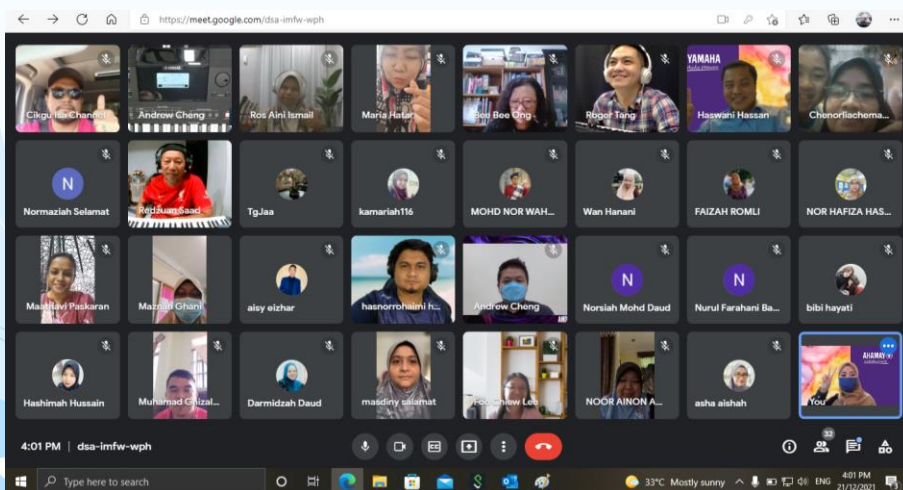 https://meet.google.com/dsa-imfw-wph
YAMAHA
Cikgu Isa Channel
Andrew Cheng
Ros Aini Ismail
Maria Hatar
Bee Bee Ong
Roger Tang
Haswani Hassan
Chenorliachema...
N
Normaziah Selamat
Redzuan Saad
TgJaa
kamariah116
MOHD NOR WAH...
Wan Hanani
FAIZAH ROMLI
NOR HAFIZA HAS...
Maathavi Paskaran
Maznah Ghani
aisy eizhar
hasnorrohaimi h...
Andrew Cheng
N
Norsiah Mohd Daud
N
Nurul Farahani Ba...
bibi hayati
Hashimah Hussain
Muhamad Ghizal...
Darmidzah Daud
masdiny salamat
Foo Chiew Lee
NOOR AINON A...
asha aishah
You
32
4:01 PM | dsa-imfw-wph
Type here to search
33°C Mostly sunny
ENG
4:01 PM
21/12/2021